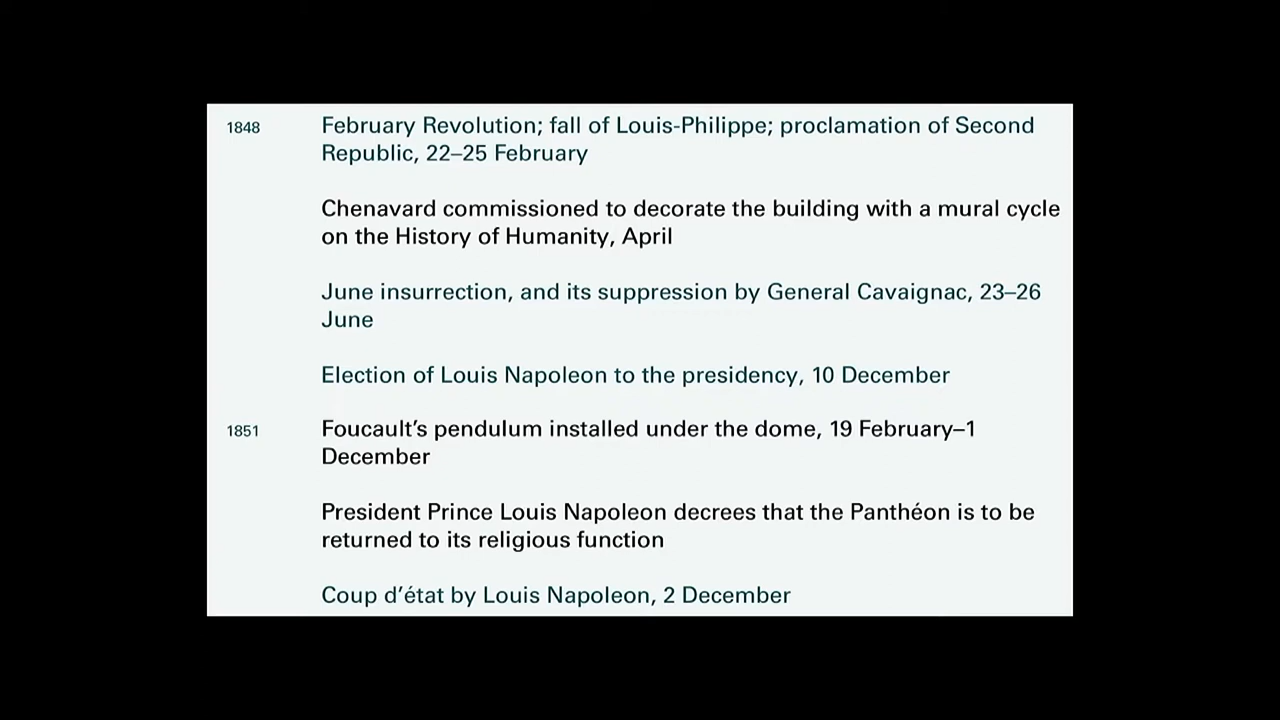 1848 February Revolution; fall of Louis-Philippe; proclamation of Second
Republic, 22–25 February
Chenavard commissioned to decorate the building with a mural cycle
on the History of Humanity, April
June insurrection, and its suppression by General Cavaignac, 23–26
June
Election of Louis Napoleon to the presidency, 10 December
1851 Foucault’s pendulum installed under the dome, 19 February–1
December
President Prince Louis Napoleon decrees that the Panthéon is to be
returned to its religious function
Coup d’état by Louis Napoleon, 2 December